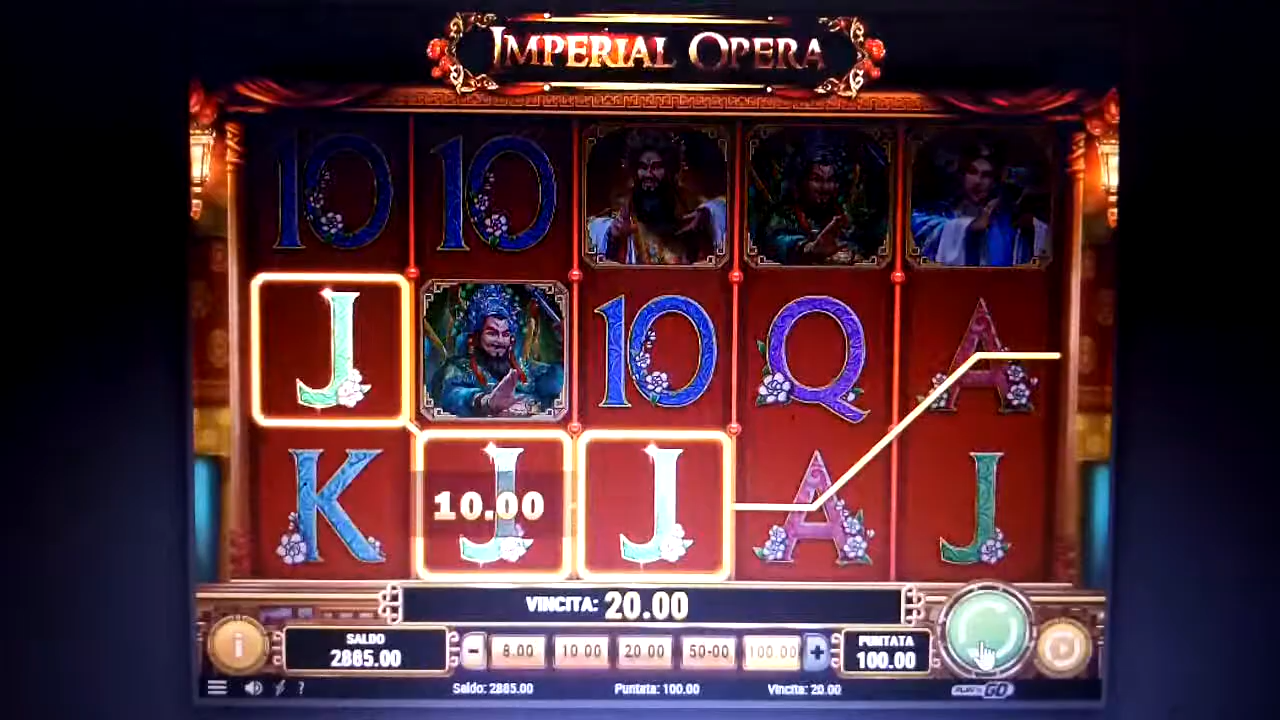 IMPERIAL OPERA
10 10
J 10 Q A
K J 10.00 J A J
VINCITA: 20.00
i SALDO 2885.00 - 8.00 10.00 20.00 50.00 100.00 + PUNTATA 100.00
? Saldo: 2885.00 Puntata: 100.00 Vincita: 20.00 PLAY'N GO